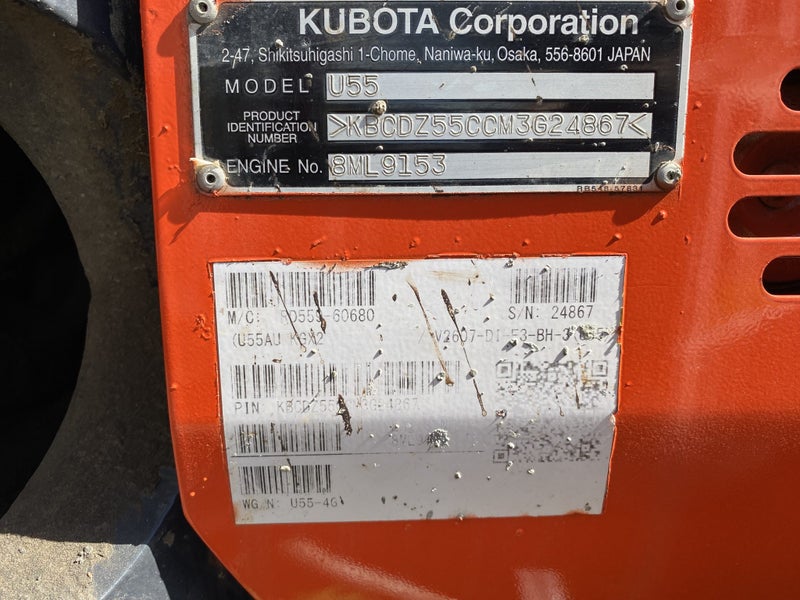 KUBOTA Corporation
2-47, Shikitsuhigashi 1-Chome, Naniwa-ku, Osaka, 556-8601 JAPAN
MODEL U55
PRODUCT IDENTIFICATION NUMBER >KBCDZ55CCM3G24867<
ENGINE No. 8ML9153
M/C: S/N: 24867
(U55AU
PIN:
WG.N: U55-4G